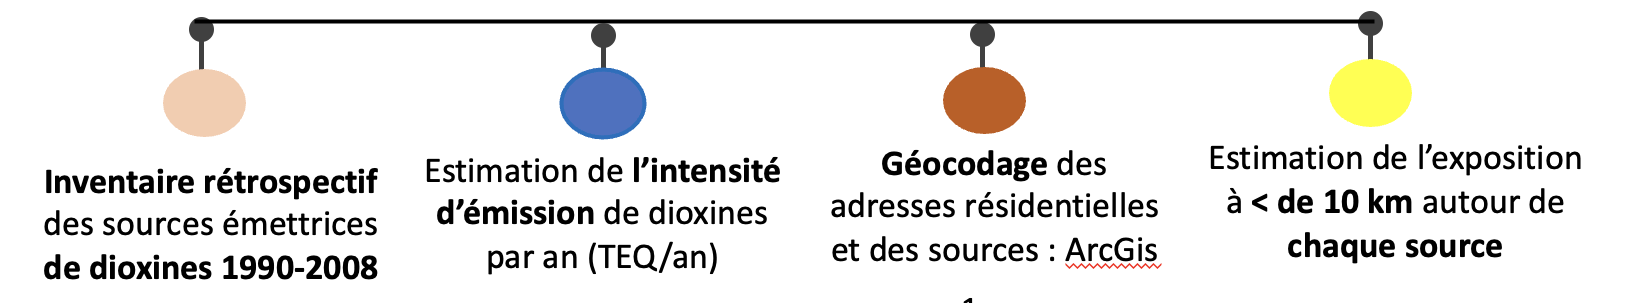 Inventaire rétrospectif
des sources émettrices
de dioxines 1990-2008
Estimation de l’intensité
d’émission de dioxines
par an (TEQ/an)
Géocodage des
adresses résidentielles
et des sources : ArcGis
Estimation de l’exposition
à < de 10 km autour de
chaque source